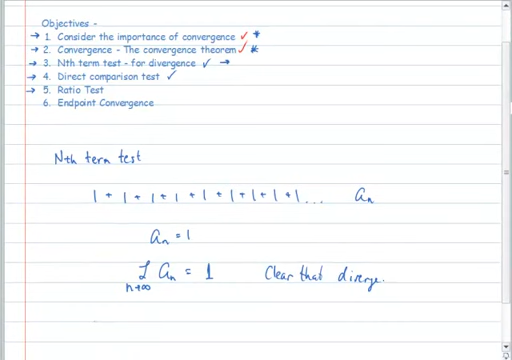 Objectives -
1. Consider the importance of convergence ✓ *
2. Convergence - The convergence theorem ✓ *
3. Nth term test - for divergence ✓ →
4. Direct comparison test ✓
5. Ratio Test
6. Endpoint Convergence
Nth term test
1 + 1 + 1 + 1 + 1 + 1 + 1 + 1 + 1 ... aₙ
aₙ = 1
L aₙ = 1 Clear that diverge.
n→∞